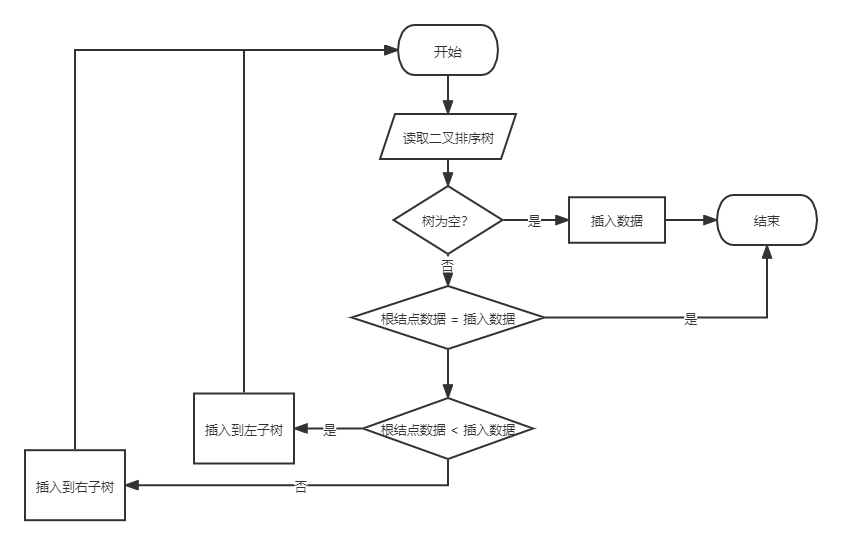 开始
读取二叉排序树
树为空?
是
插入数据
结束
否
根结点数据 = 插入数据
是
根结点数据 < 插入数据
是
插入到左子树
否
插入到右子树